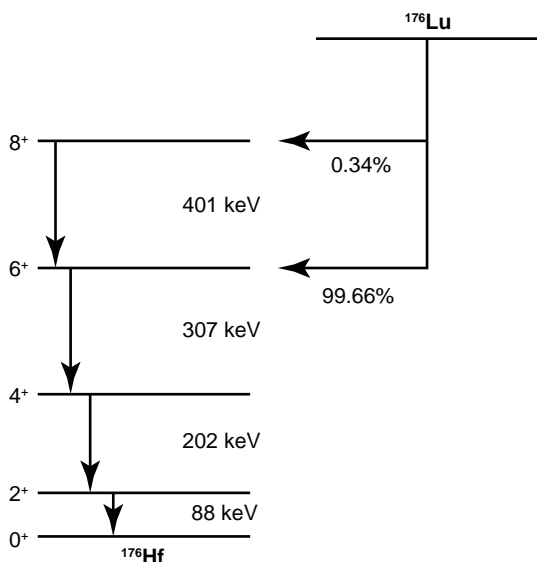 ¹⁷⁶Lu
8⁺
0.34%
401 keV
6⁺
99.66%
307 keV
4⁺
202 keV
2⁺
88 keV
0⁺
¹⁷⁶Hf